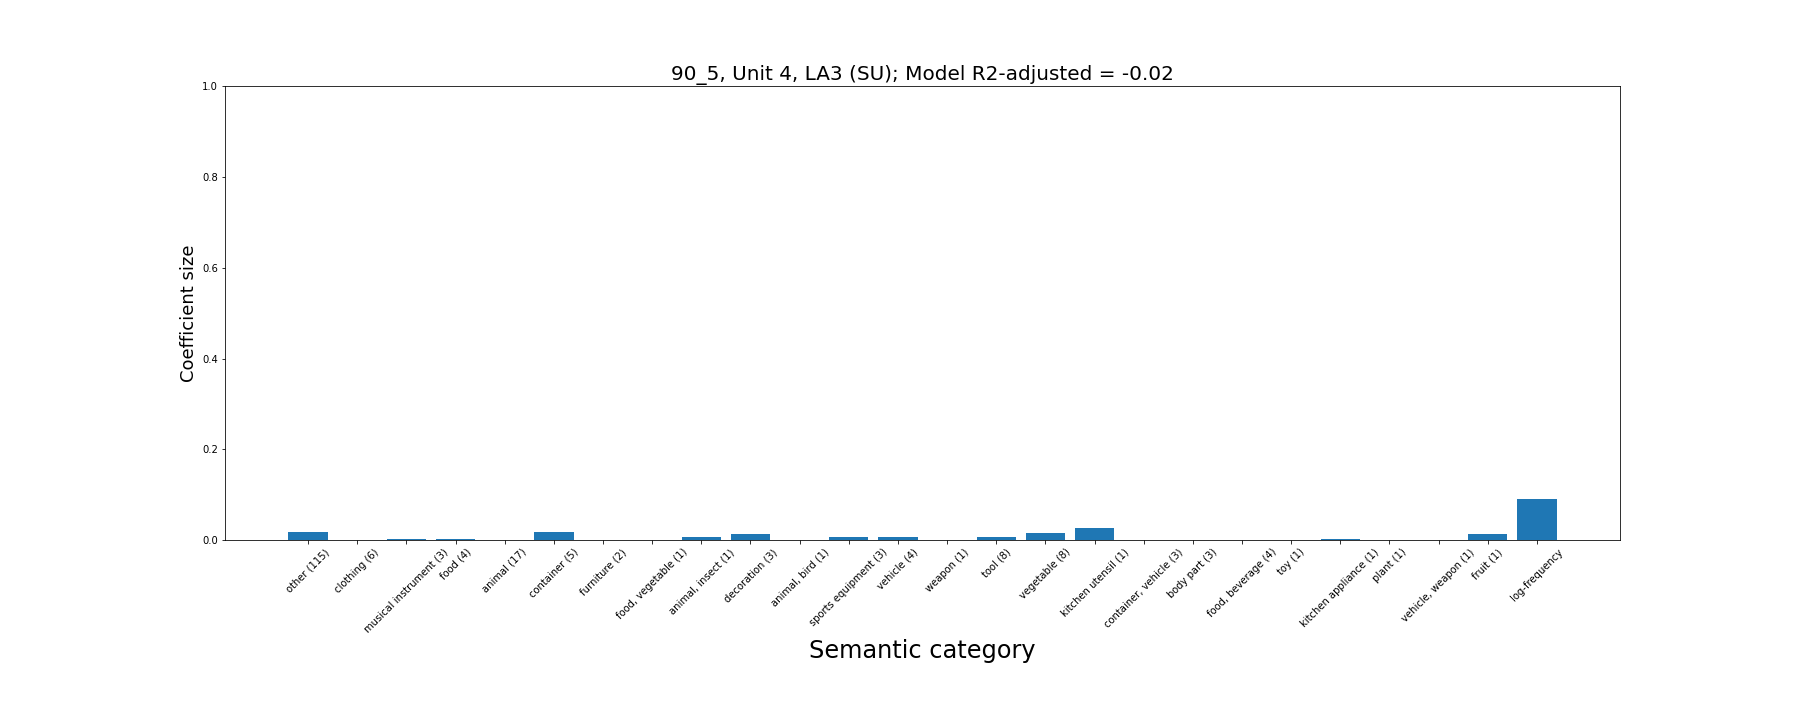 90_5, Unit 4, LA3 (SU); Model R2-adjusted = -0.02
Coefficient size
1.0
0.8
0.6
0.4
0.2
0.0
other (115)
clothing (6)
musical instrument (3)
food (4)
animal (17)
container (5)
furniture (2)
food, vegetable (1)
animal, insect (1)
decoration (3)
animal, bird (1)
sports equipment (3)
vehicle (4)
weapon (1)
tool (8)
vegetable (8)
kitchen utensil (1)
container, vehicle (3)
body part (3)
food, beverage (4)
toy (1)
kitchen appliance (1)
plant (1)
vehicle, weapon (1)
fruit (1)
log-frequency
Semantic category